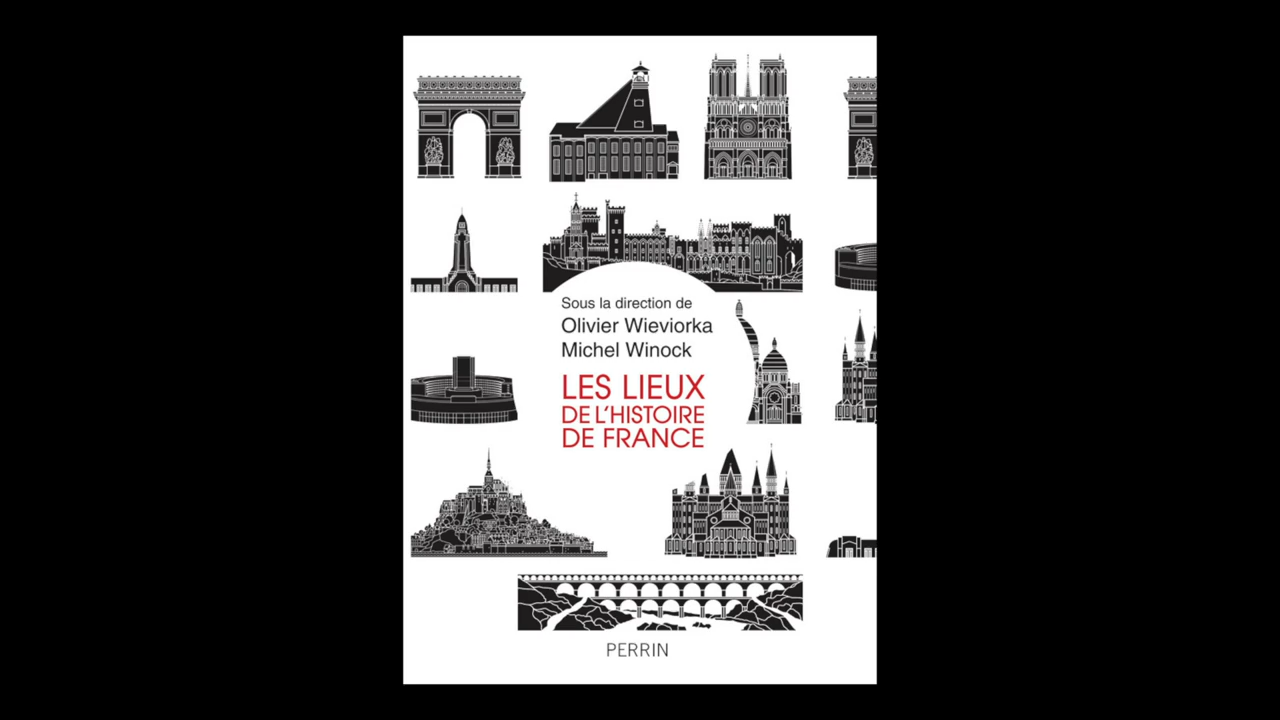 Sous la direction de
Olivier Wieviorka
Michel Winock
LES LIEUX
DE L'HISTOIRE
DE FRANCE
PERRIN